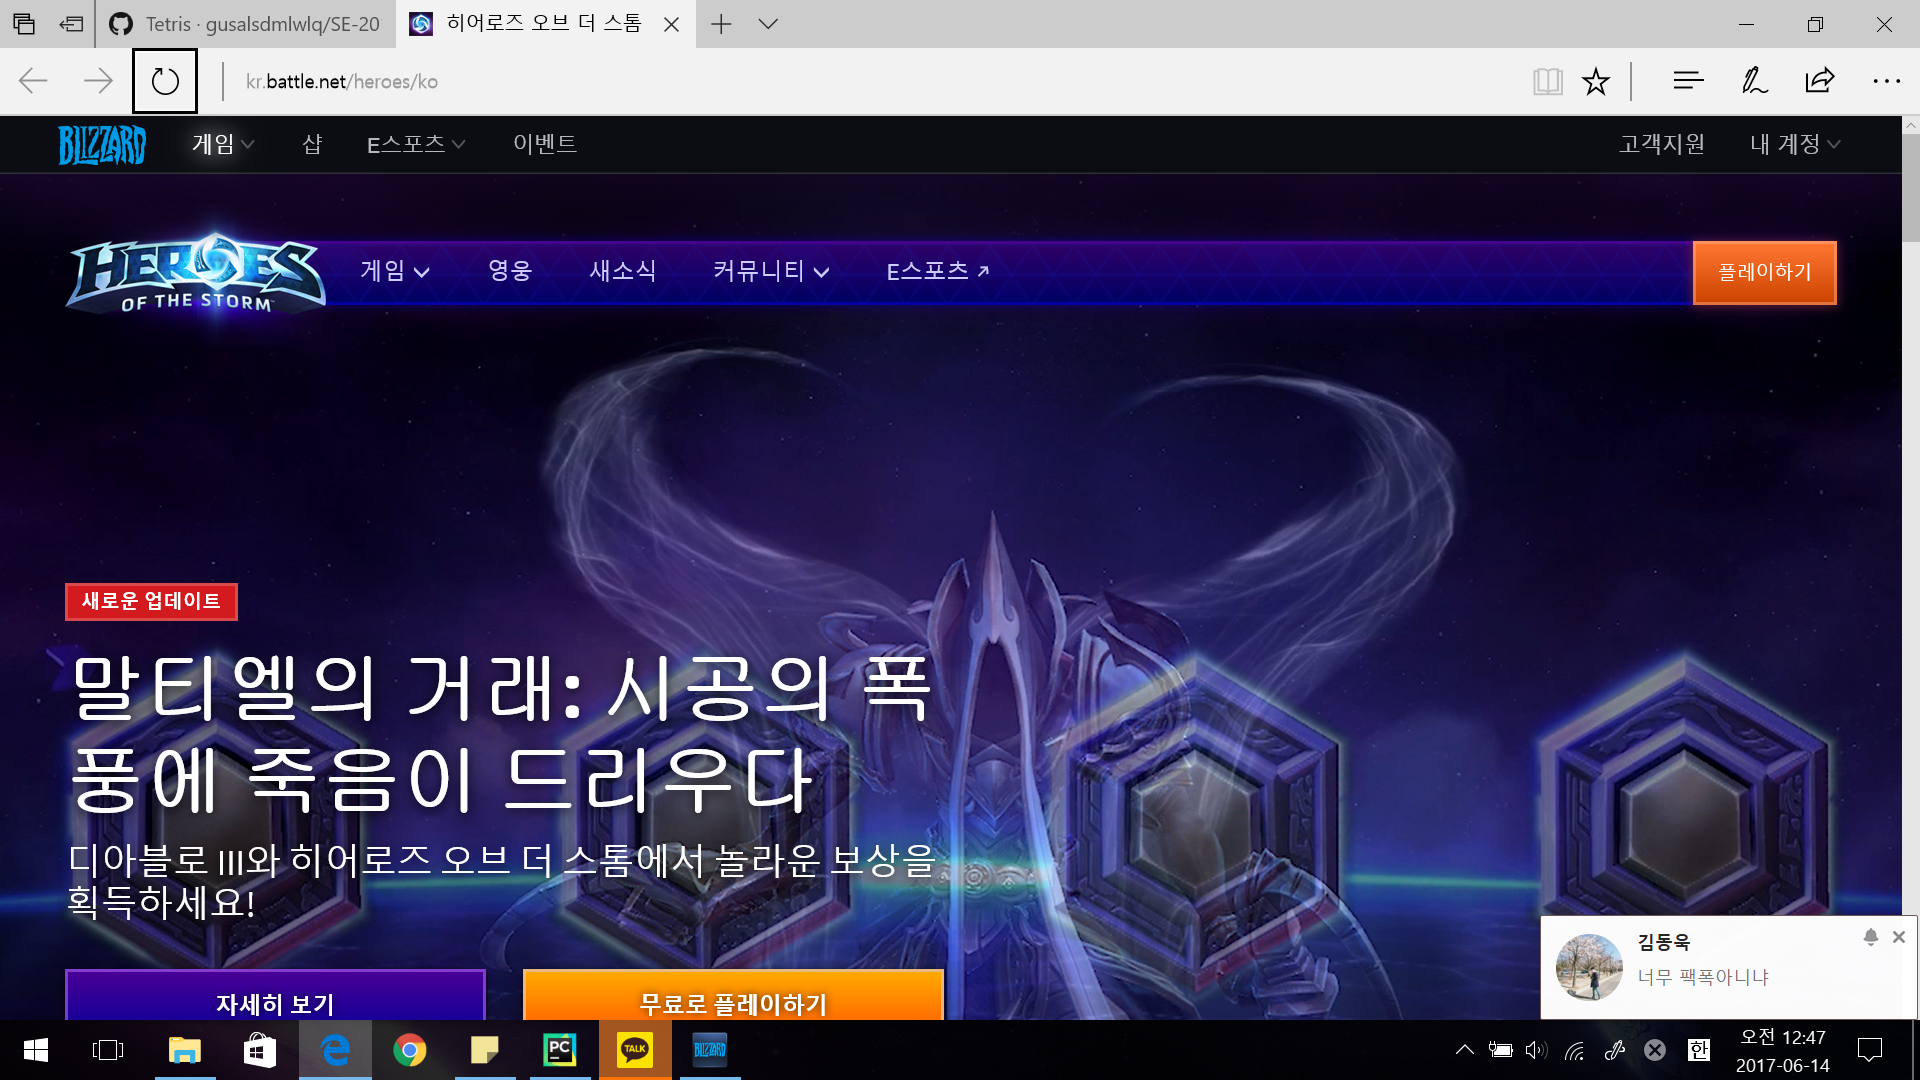 Tetris · gusalsdmlwlq/SE-20
히어로즈 오브 더 스톰
kr.battle.net/heroes/ko
BLIZZARD
게임
샵
E스포츠
이벤트
고객지원
내 계정
HEROES
OF THE STORM
게임
영웅
새소식
커뮤니티
E스포츠
플레이하기
새로운 업데이트
말티엘의 거래: 시공의 폭
풍에 죽음이 드리우다
디아블로 III와 히어로즈 오브 더 스톰에서 놀라운 보상을
획득하세요!
자세히 보기
무료로 플레이하기
김동욱
너무 팩폭아니냐
PC
TALK
BLIZZARD
한
오전 12:47
2017-06-14